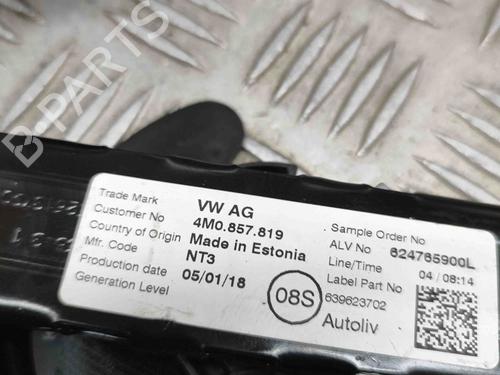 B-PARTS
Trade Mark VW AG
Customer No 4M0.857.819 Sample Order No
Country of Origin Made in Estonia ALV No 624765900L
Mfr. Code NT3 Line/Time 04/08:14
Production date 05/01/18 Label Part No
Generation Level 08S 639623702
Autoliv